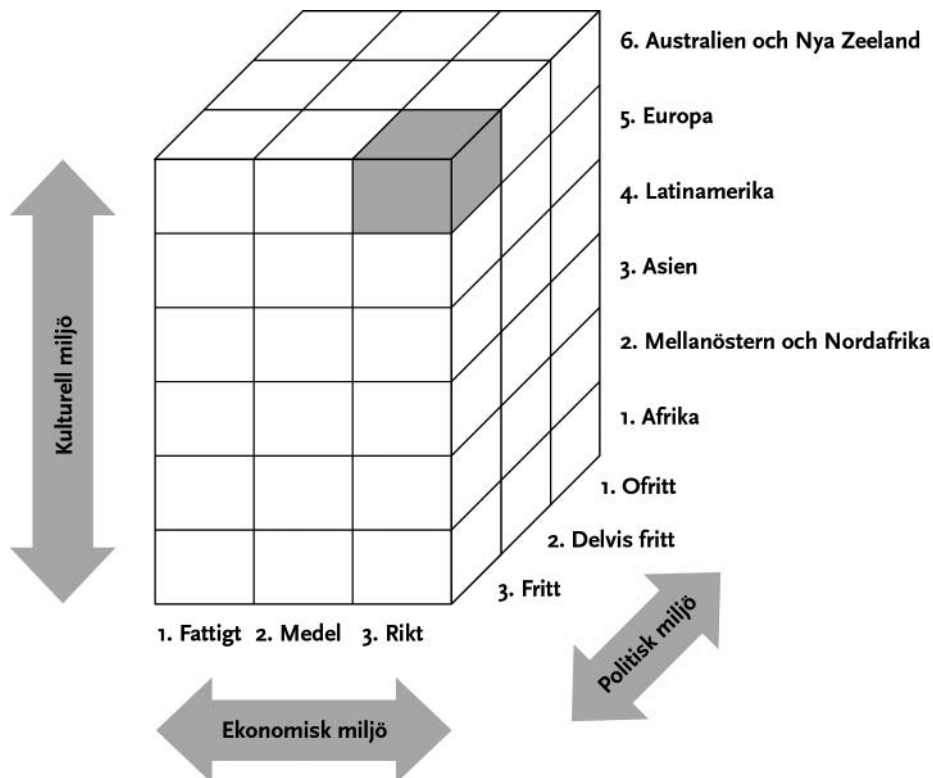 6. Australien och Nya Zeeland
5. Europa
4. Latinamerika
3. Asien
2. Mellanöstern och Nordafrika
1. Afrika
Kulturell miljö
1. Ofritt
2. Delvis fritt
3. Fritt
1. Fattigt 2. Medel 3. Rikt
Politisk miljö
Ekonomisk miljö